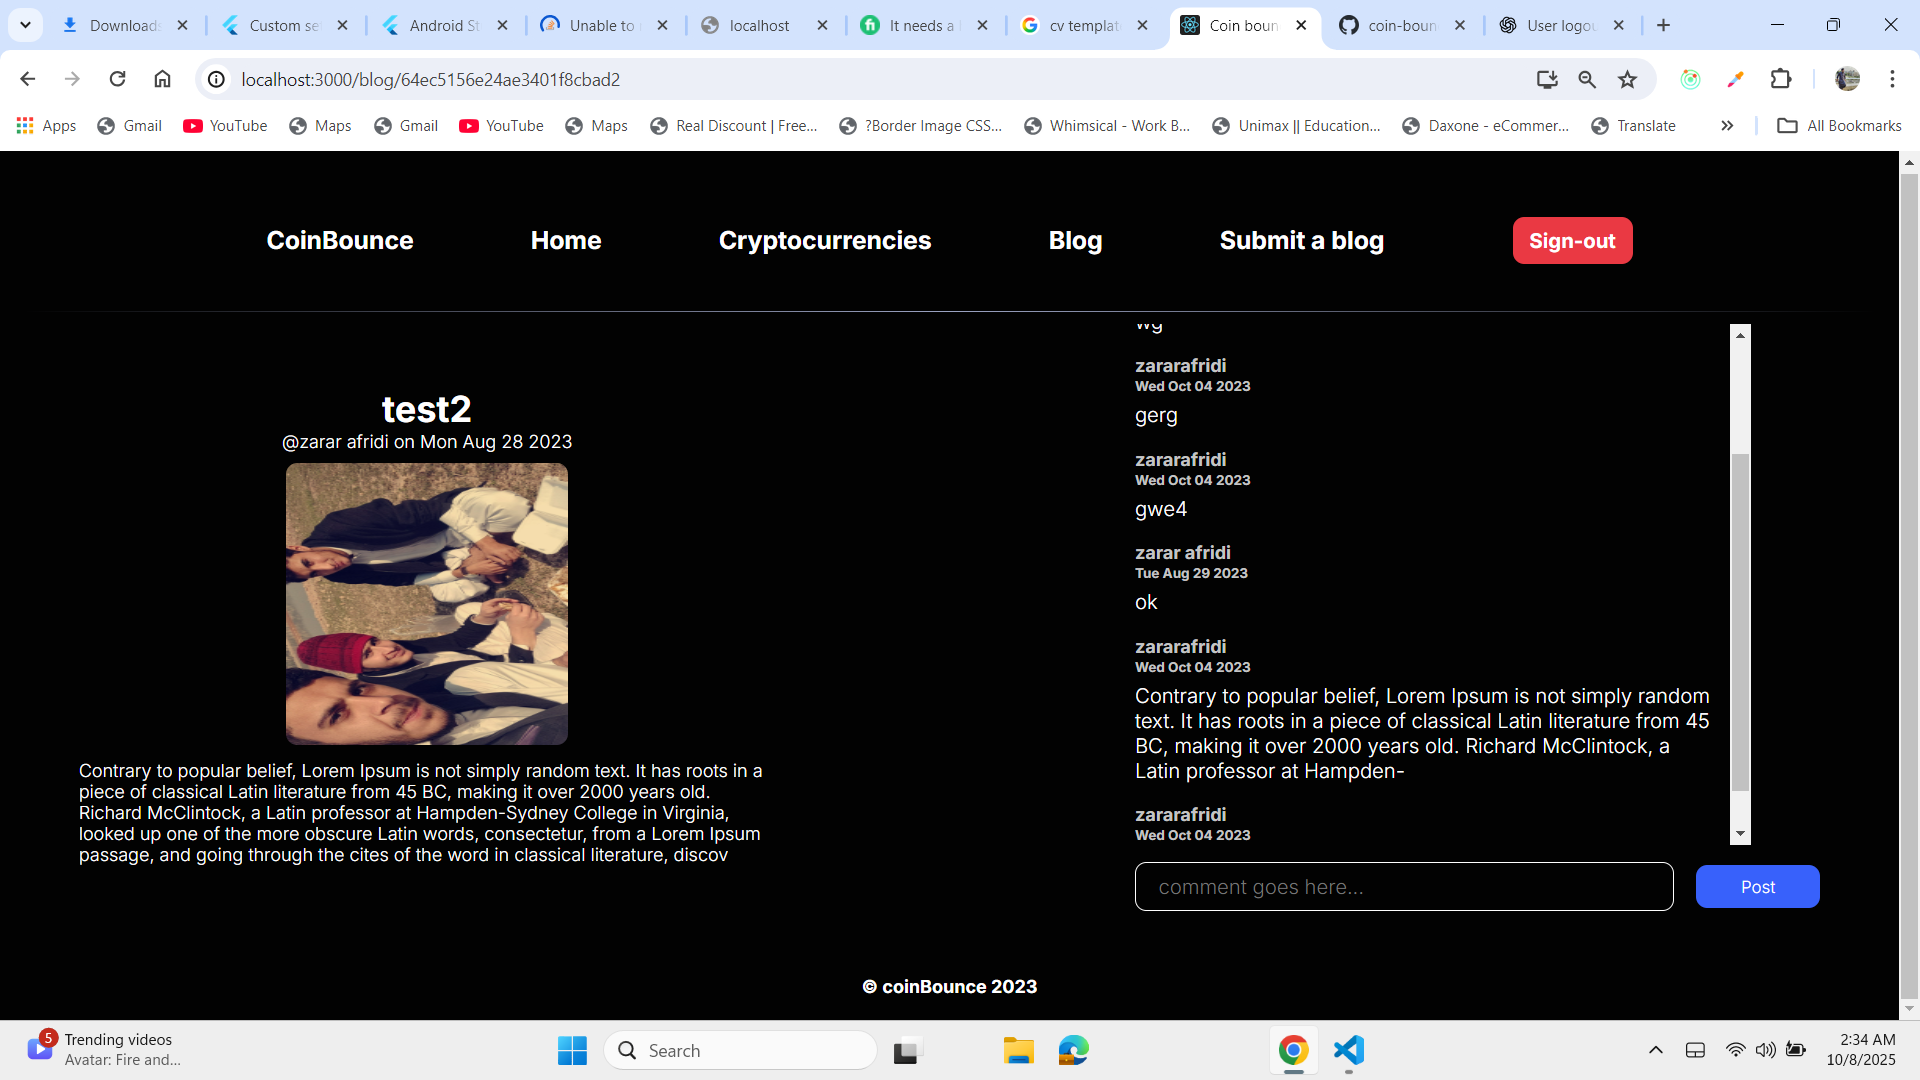 Downloads
Custom se
Android St
Unable to
localhost
It needs a
cv templat
Coin boun
coin-boun
User logou
localhost:3000/blog/64ec5156e24ae3401f8cbad2
Apps
Gmail
YouTube
Maps
Gmail
YouTube
Maps
Real Discount | Free...
?Border Image CSS...
Whimsical - Work B...
Unimax || Education...
Daxone - eCommer...
Translate
All Bookmarks
CoinBounce
Home
Cryptocurrencies
Blog
Submit a blog
Sign-out
test2
@zarar afridi on Mon Aug 28 2023
Contrary to popular belief, Lorem Ipsum is not simply random text. It has roots in a
piece of classical Latin literature from 45 BC, making it over 2000 years old.
Richard McClintock, a Latin professor at Hampden-Sydney College in Virginia,
looked up one of the more obscure Latin words, consectetur, from a Lorem Ipsum
passage, and going through the cites of the word in classical literature, discov
zararafridi
Wed Oct 04 2023
gerg
zararafridi
Wed Oct 04 2023
gwe4
zarar afridi
Tue Aug 29 2023
ok
zararafridi
Wed Oct 04 2023
Contrary to popular belief, Lorem Ipsum is not simply random
text. It has roots in a piece of classical Latin literature from 45
BC, making it over 2000 years old. Richard McClintock, a
Latin professor at Hampden-
zararafridi
Wed Oct 04 2023
comment goes here...
Post
© coinBounce 2023
5
Trending videos
Avatar: Fire and...
Search
2:34 AM
10/8/2025